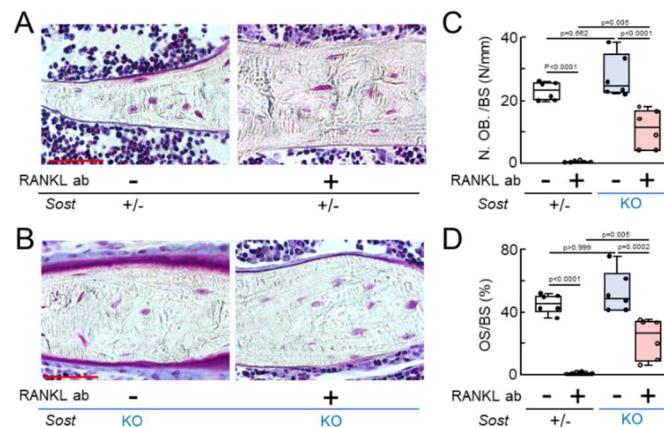 A
RANKL ab - +
Sost +/- +/-
B
RANKL ab - +
Sost KO KO
C
p=0.005
p=0.662 p<0.0001
P<0.0001
N. OB. /BS (N/mm)
40
20
0
RANKL ab - + - +
Sost +/- KO
D
p=0.005
p>0.999 p=0.0002
p<0.0001
OS/BS (%)
80
40
0
RANKL ab - + - +
Sost +/- KO